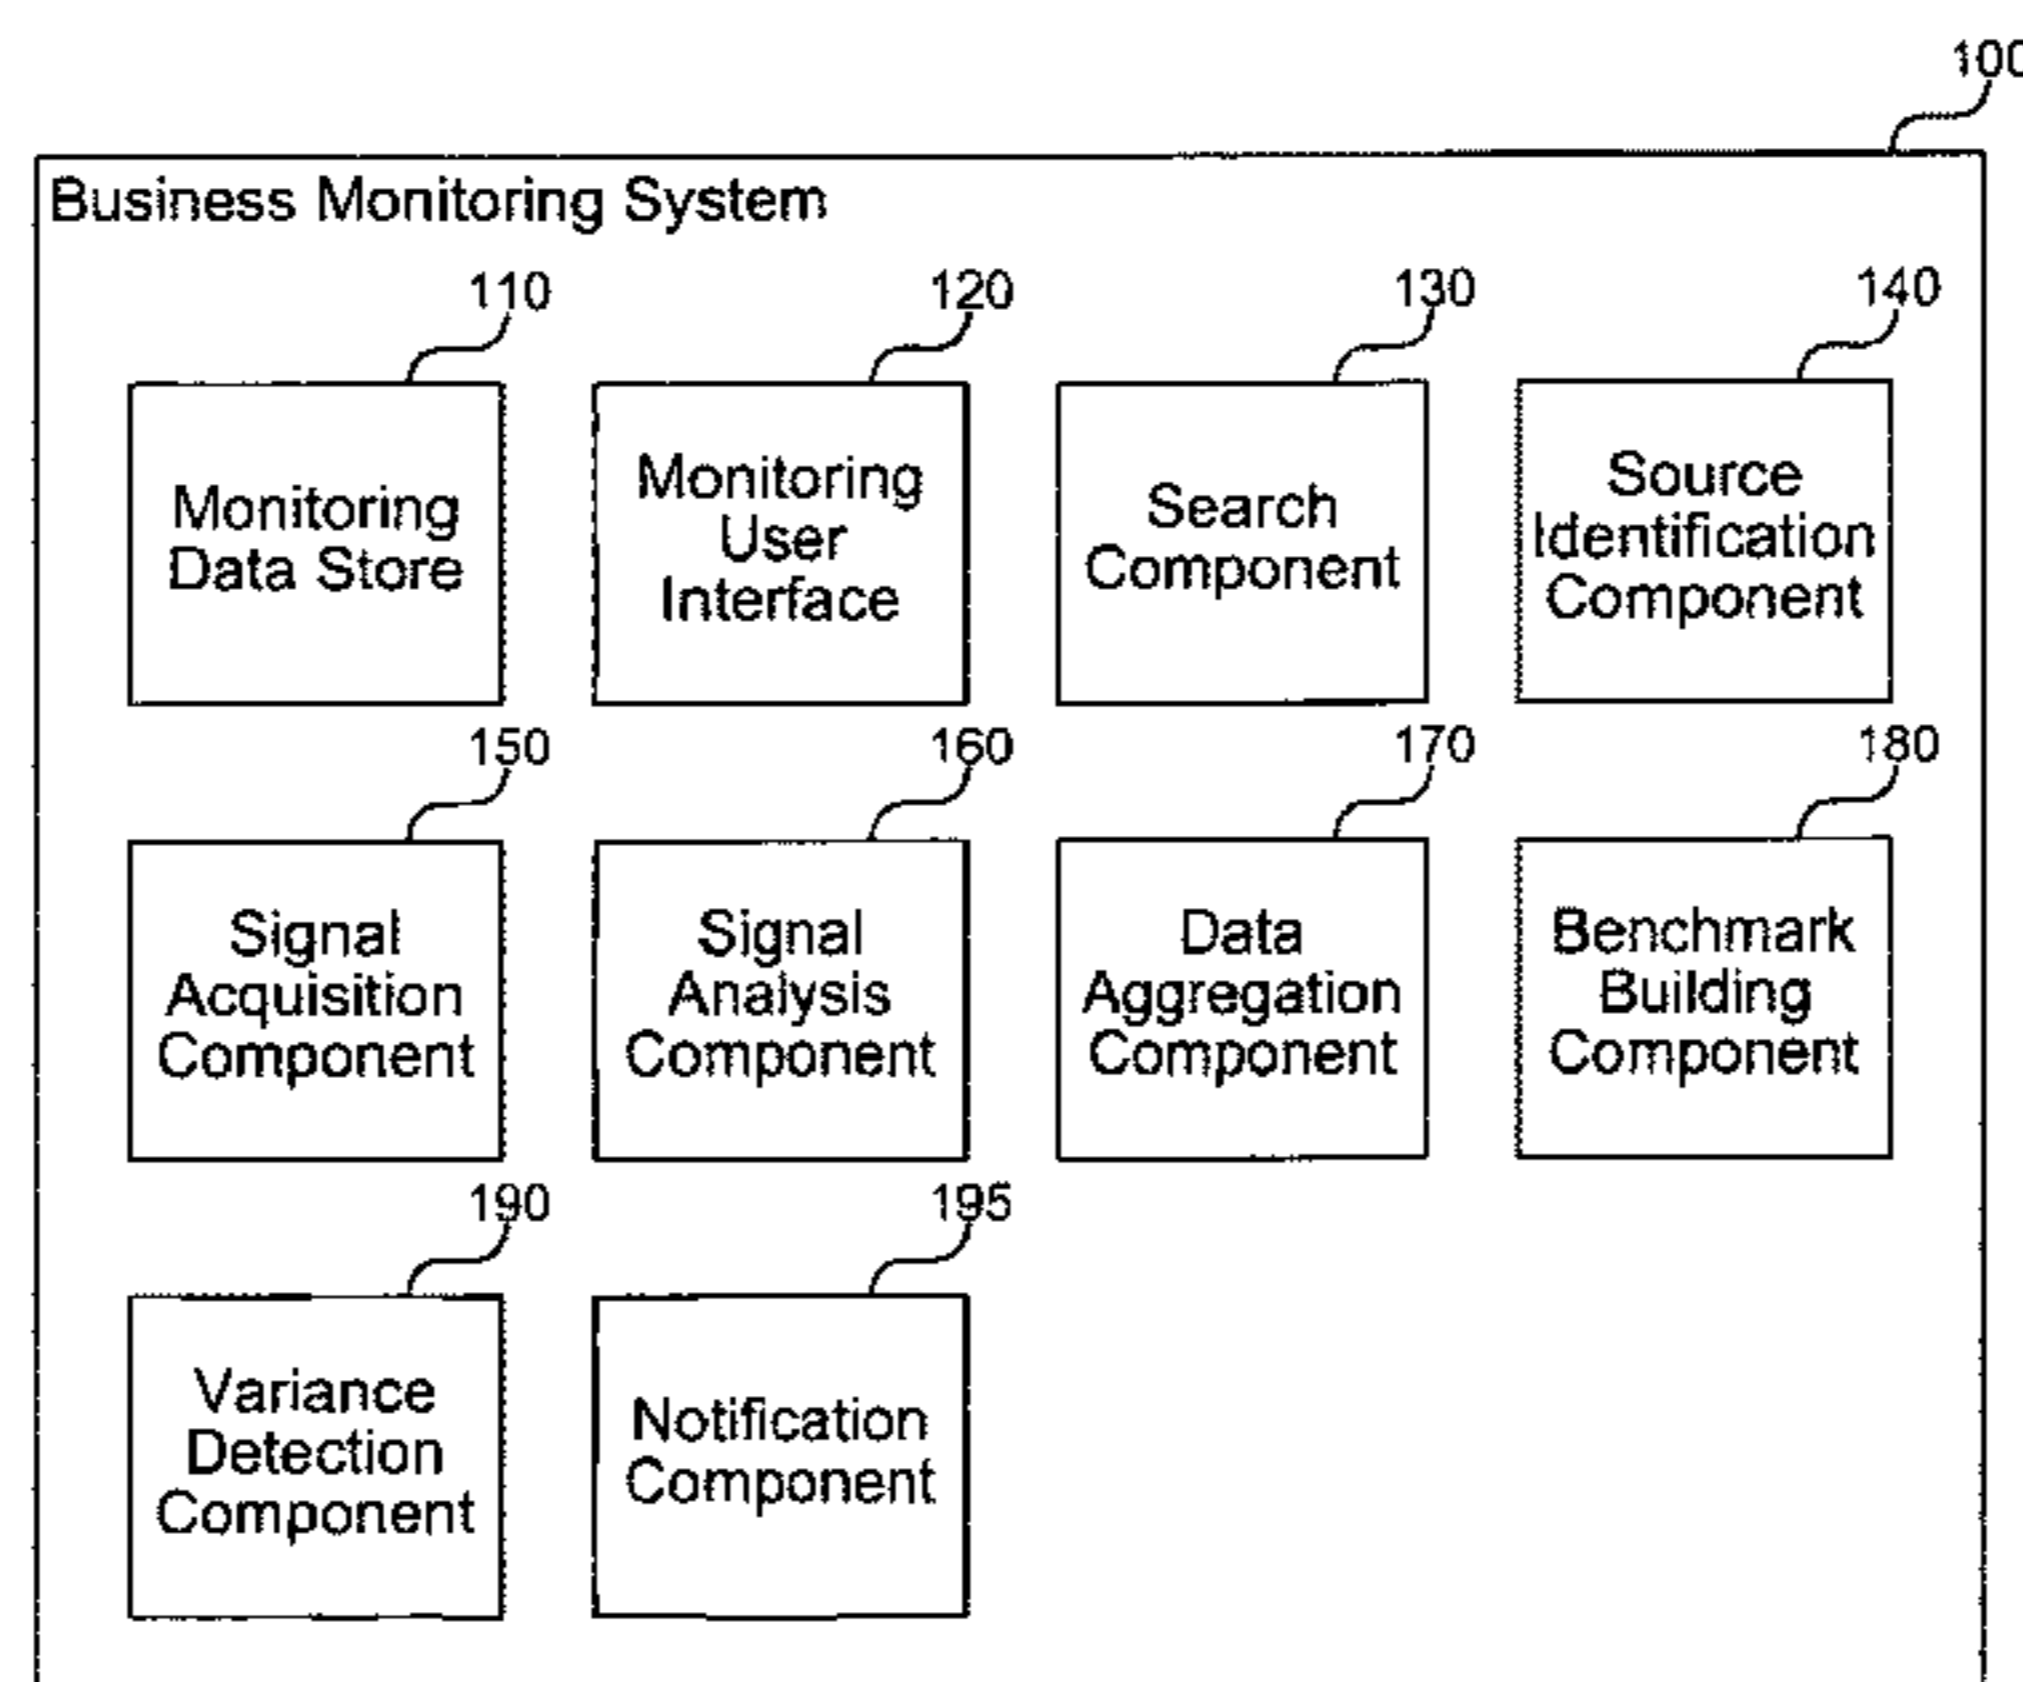 100
Business Monitoring System
110
120
130
140
Monitoring
Data Store
Monitoring
User
Interface
Search
Component
Source
Identification
Component
150
160
170
180
Signal
Acquisition
Component
Signal
Analysis
Component
Data
Aggregation
Component
Benchmark
Building
Component
190
195
Variance
Detection
Component
Notification
Component